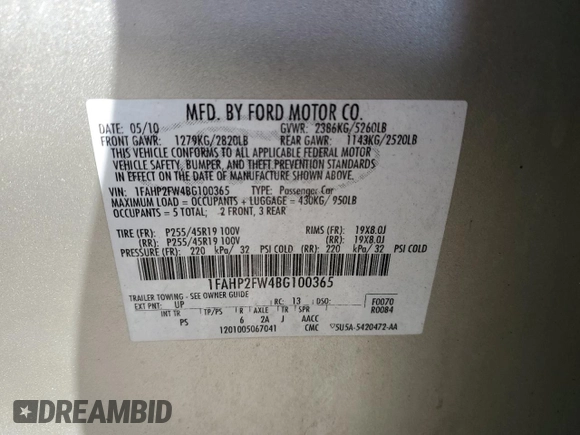 MFD. BY FORD MOTOR CO.
DATE: 05/10 GVWR: 2386KG/5260LB
FRONT GAWR: 1279KG/2820LB REAR GAWR: 1143KG/2520LB
THIS VEHICLE CONFORMS TO ALL APPLICABLE FEDERAL MOTOR
VEHICLE SAFETY, BUMPER, AND THEFT PREVENTION STANDARDS
IN EFFECT ON THE DATE OF MANUFACTURE SHOWN ABOVE.
VIN: 1FAHP2FW4BG100365 TYPE: Passenger Car
MAXIMUM LOAD = OCCUPANTS + LUGGAGE = 430KG/ 950LB
OCCUPANTS = 5 TOTAL; 2 FRONT, 3 REAR
TIRE (FR): P255/45R19 100V RIMS (FR): 19X8.0J
(RR): P255/45R19 100V (RR): 19X8.0J
PRESSURE (FR): 220 kPa/ 32 PSI COLD (RR): 220 kPa/ 32 PSI COLD
1FAHP2FW4BG100365
TRAILER TOWING - SEE OWNER GUIDE
EXT PNT: UP RC: 13 DSO: F0070
R0084
INT TR TP/PS R AXLE TR SPR
PS 6 2A J AACC
1201005067041 CMC 5U5A-5420472-AA
DREAMBID